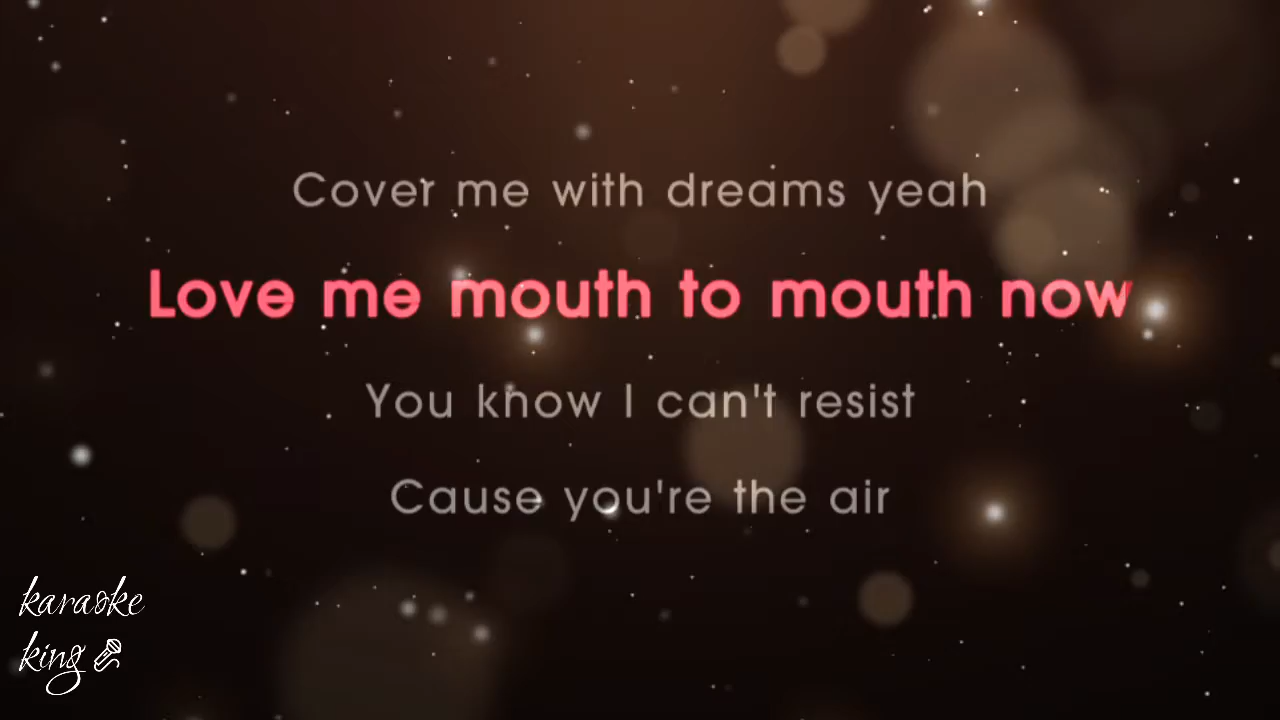 Cover me with dreams yeah
Love me mouth to mouth now
You know I can't resist
Cause you're the air
karaoke
king